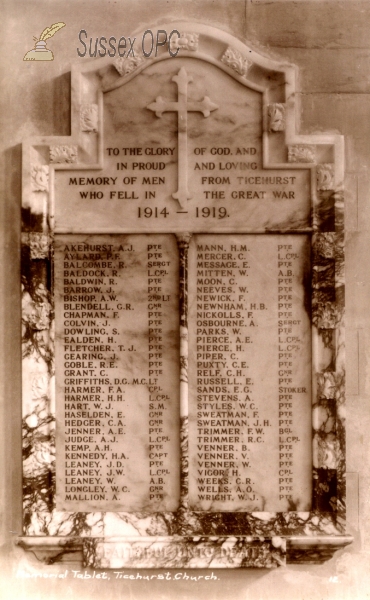 Sussex OPC
TO THE GLORY OF GOD, AND
IN PROUD AND LOVING
MEMORY OF MEN FROM TICEHURST
WHO FELL IN THE GREAT WAR
1914 – 1919.
AKEHURST, A.J. PTE
AYLARD, P.F. PTE
BALCOMBE, R. SERGT
BALDOCK, R. L.CPL
BALDWIN, R. PTE
BARROW, J. PTE
BISHOP, A.W. 2ND LT
BLENDELL, G.R. GNR
CHAPMAN, F. PTE
COLVIN, J. PTE
DOWLING, S. PTE
EALDEN, H. PTE
FLETCHER, T.J. PTE
GEARING, J. PTE
GOBLE, R.E. PTE
GRANT, C. PTE
GRIFFITHS, D.G. M.C. LT
HARMER, F.A. CPL
HARMER, H.H. L.CPL
HART, W.J. S.M.
HASELDEN, E. GNR
HEDGER, C.A. GNR
JENNER, A.E. PTE
JUDGE, A.J. L.CPL
KEMP, A.H. PTE
KENNEDY, H.A. CAPT
LEANEY, J.D. PTE
LEANEY, J.W. L.CPL
LEANEY, W. A.B.
LONGLEY, W.C. GNR
MALLION, A. PTE
MANN, H.M. PTE
MERCER, C. L.CPL
MESSAGE, E. PTE
MITTEN, W. A.B.
MOON, C. PTE
NEEVES, W. PTE
NEWICK, F. PTE
NEWNHAM, H.B. PTE
NICKOLLS, F. PTE
OSBOURNE, A. SERGT
PARKS, W. PTE
PIERCE, A.E. L.CPL
PIERCE, H. L.CPL
PIPER, C. PTE
PUXTY, C.E. PTE
RELF, C.H. GNR
RUSSELL, E. PTE
SANDS, E.G. STOKER
STEVENS, A. PTE
STYLES, W.C. PTE
SWEATMAN, F. PTE
SWEATMAN, J.H. PTE
TRIMMER, F.W. BGL
TRIMMER, R.C. L.CPL
VENNER, B. PTE
VENNER, V. PTE
VENNER, W. PTE
VIGOR, H. CPL
WEEKS, C.R. PTE
WELLS, A.O. PTE
WRIGHT, W.J. PTE
FAITHFUL UNTO DEATH
Memorial Tablet, Ticehurst Church.